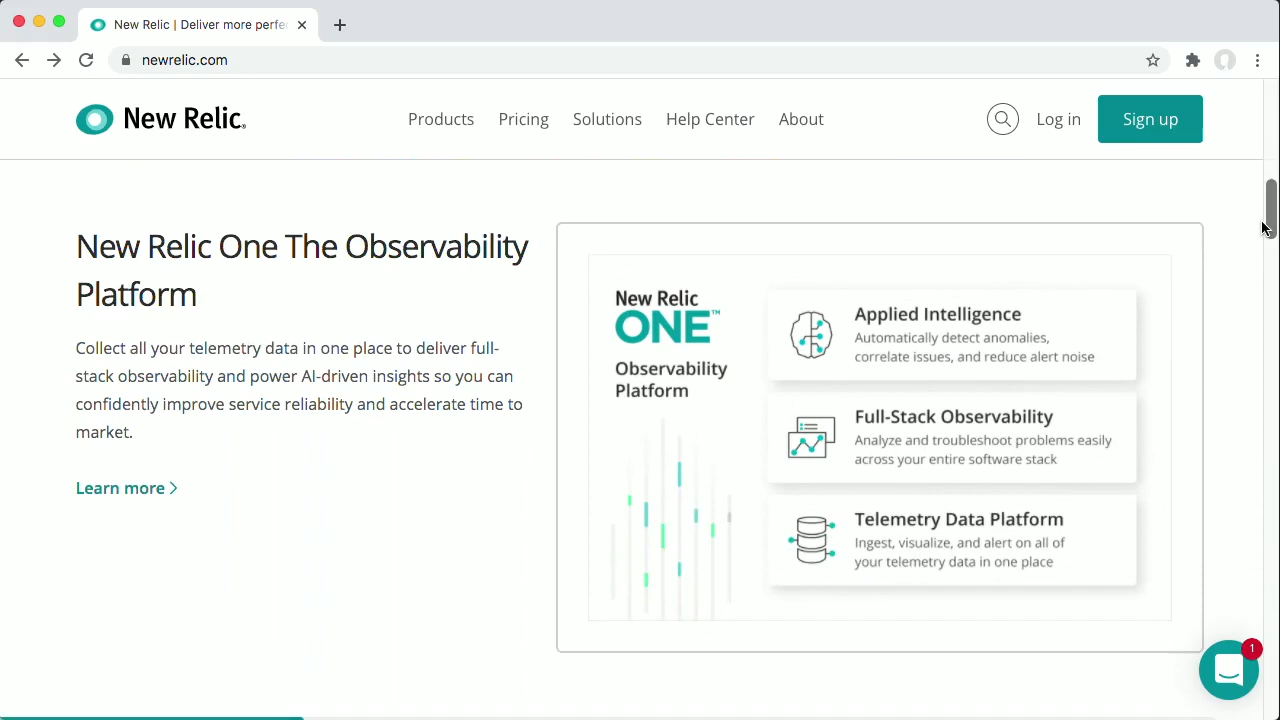 New Relic | Deliver more perfe
newrelic.com
New Relic.
Products
Pricing
Solutions
Help Center
About
Log in
Sign up
New Relic One The Observability
Platform
Collect all your telemetry data in one place to deliver full-
stack observability and power AI-driven insights so you can
confidently improve service reliability and accelerate time to
market.
Learn more
New Relic
ONE™
Observability
Platform
Applied Intelligence
Automatically detect anomalies,
correlate issues, and reduce alert noise
Full-Stack Observability
Analyze and troubleshoot problems easily
across your entire software stack
Telemetry Data Platform
Ingest, visualize, and alert on all of
your telemetry data in one place
1